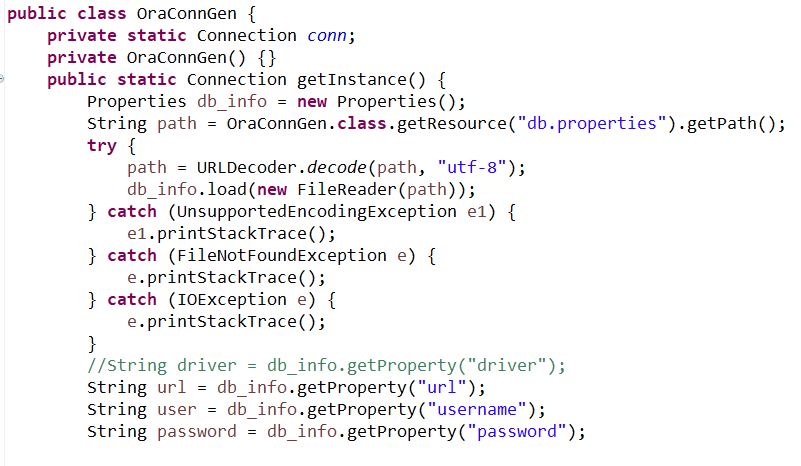 public class OraConnGen {
    private static Connection conn;
    private OraConnGen() {}
    public static Connection getInstance() {
        Properties db_info = new Properties();
        String path = OraConnGen.class.getResource("db.properties").getPath();
        try {
            path = URLDecoder.decode(path, "utf-8");
            db_info.load(new FileReader(path));
        } catch (UnsupportedEncodingException e1) {
            e1.printStackTrace();
        } catch (FileNotFoundException e) {
            e.printStackTrace();
        } catch (IOException e) {
            e.printStackTrace();
        }
        //String driver = db_info.getProperty("driver");
        String url = db_info.getProperty("url");
        String user = db_info.getProperty("username");
        String password = db_info.getProperty("password");